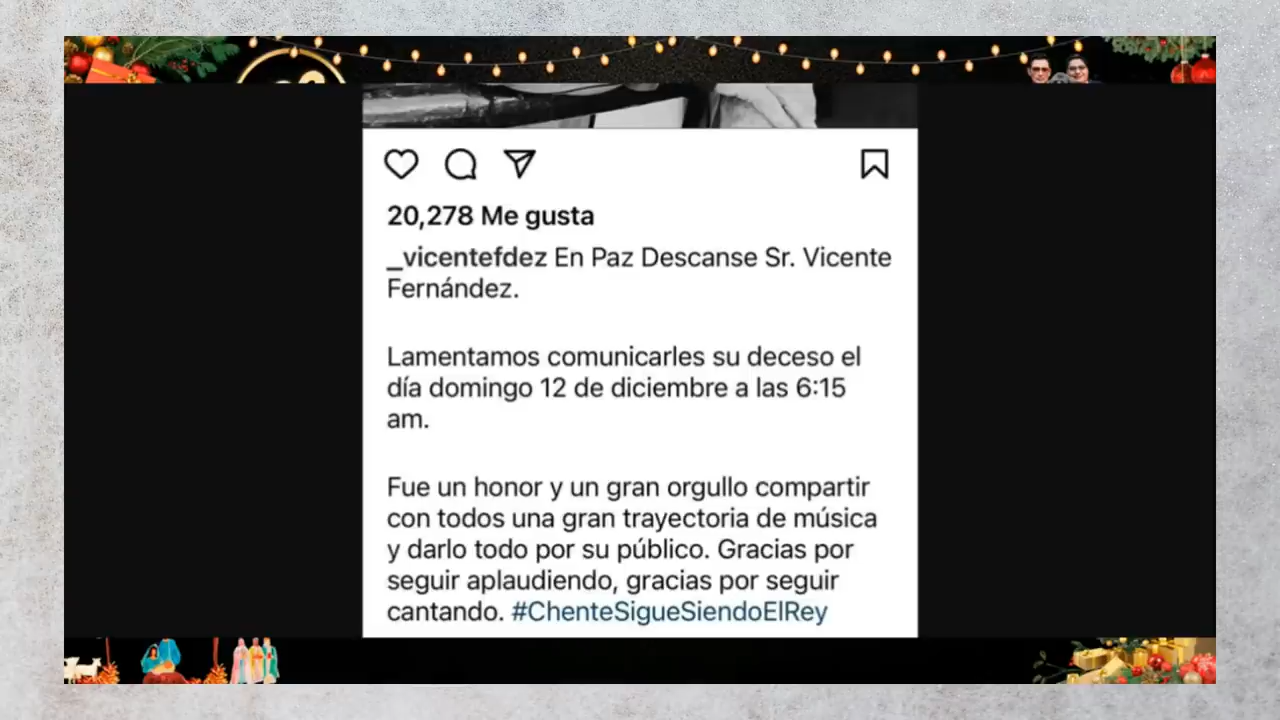 20,278 Me gusta
_vicentefdez En Paz Descanse Sr. Vicente
Fernández.
Lamentamos comunicarles su deceso el
día domingo 12 de diciembre a las 6:15
am.
Fue un honor y un gran orgullo compartir
con todos una gran trayectoria de música
y darlo todo por su público. Gracias por
seguir aplaudiendo, gracias por seguir
cantando. #ChenteSigueSiendoElRey